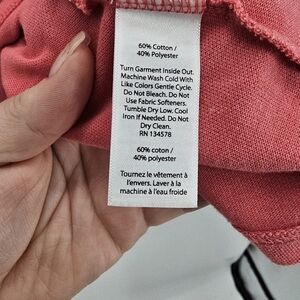 60% Cotton /
40% Polyester
Turn Garment Inside Out.
Machine Wash Cold With
Like Colors Gentle Cycle.
Do Not Bleach. Do Not
Use Fabric Softeners.
Tumble Dry Low. Cool
Iron If Needed. Do Not
Dry Clean.
RN 134578
60% coton /
40% polyester
Tournez le vêtement à
l'envers. Laver à la
machine à l'eau froide